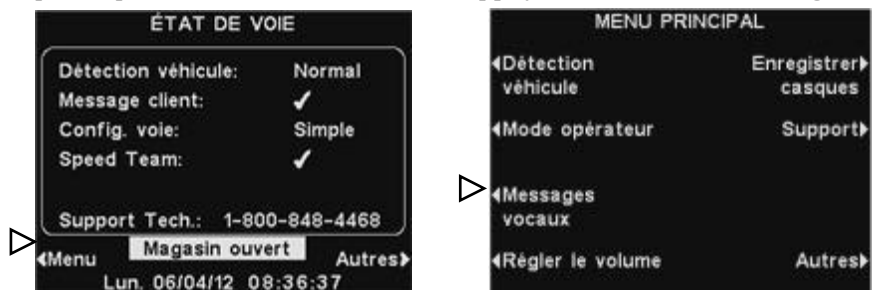 ÉTAT DE VOIE
Détection véhicule: Normal
Message client: ✓
Config. voie: Simple
Speed Team: ✓
Support Tech.: 1-800-848-4468
Magasin ouvert
Menu Autres
Lun. 06/04/12 08:36:37
MENU PRINCIPAL
Détection Enregistrer
véhicule casques
Mode opérateur Support
Messages
vocaux
Régler le volume Autres